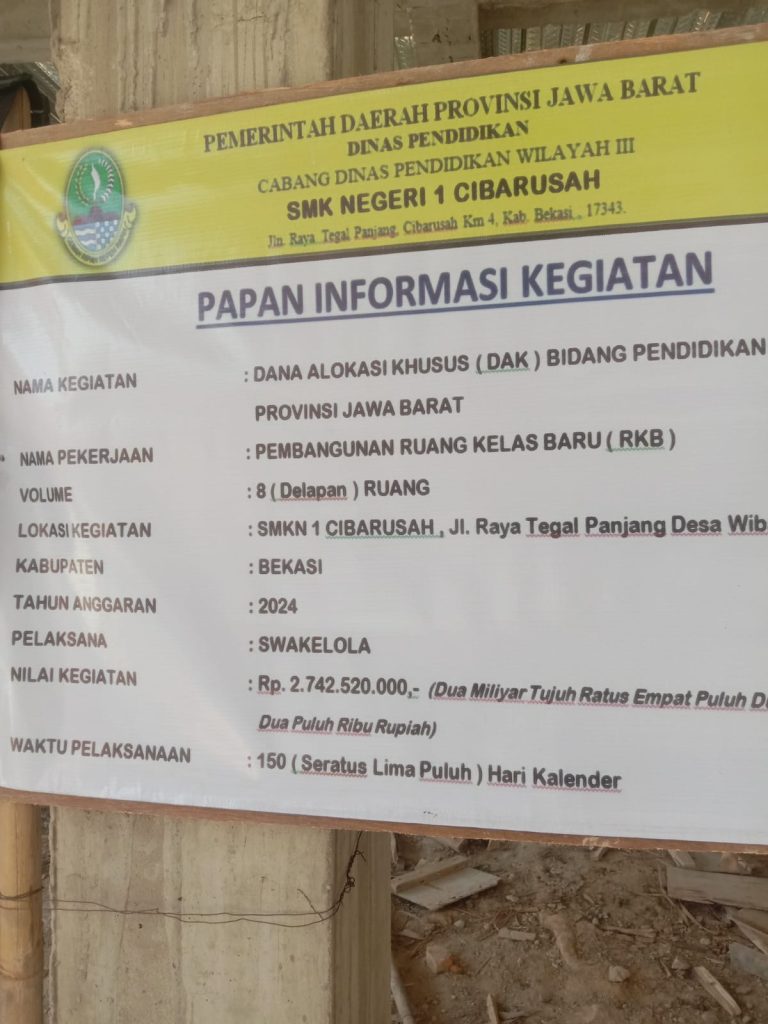 PEMERINTAH DAERAH PROVINSI JAWA BARAT
DINAS PENDIDIKAN
CABANG DINAS PENDIDIKAN WILAYAH III
SMK NEGERI 1 CIBARUSAH
Jln. Raya Tegal Panjang, Cibarusah Km 4, Kab. Bekasi , 17343.
PAPAN INFORMASI KEGIATAN
NAMA KEGIATAN : DANA ALOKASI KHUSUS ( DAK ) BIDANG PENDIDIKAN
PROVINSI JAWA BARAT
NAMA PEKERJAAN : PEMBANGUNAN RUANG KELAS BARU ( RKB )
VOLUME : 8 ( Delapan ) RUANG
LOKASI KEGIATAN : SMKN 1 CIBARUSAH , Jl. Raya Tegal Panjang Desa Wib
KABUPATEN : BEKASI
TAHUN ANGGARAN : 2024
PELAKSANA : SWAKELOLA
NILAI KEGIATAN : Rp. 2.742.520.000,- (Dua Miliyar Tujuh Ratus Empat Puluh D
Dua Puluh Ribu Rupiah)
WAKTU PELAKSANAAN : 150 ( Seratus Lima Puluh ) Hari Kalender